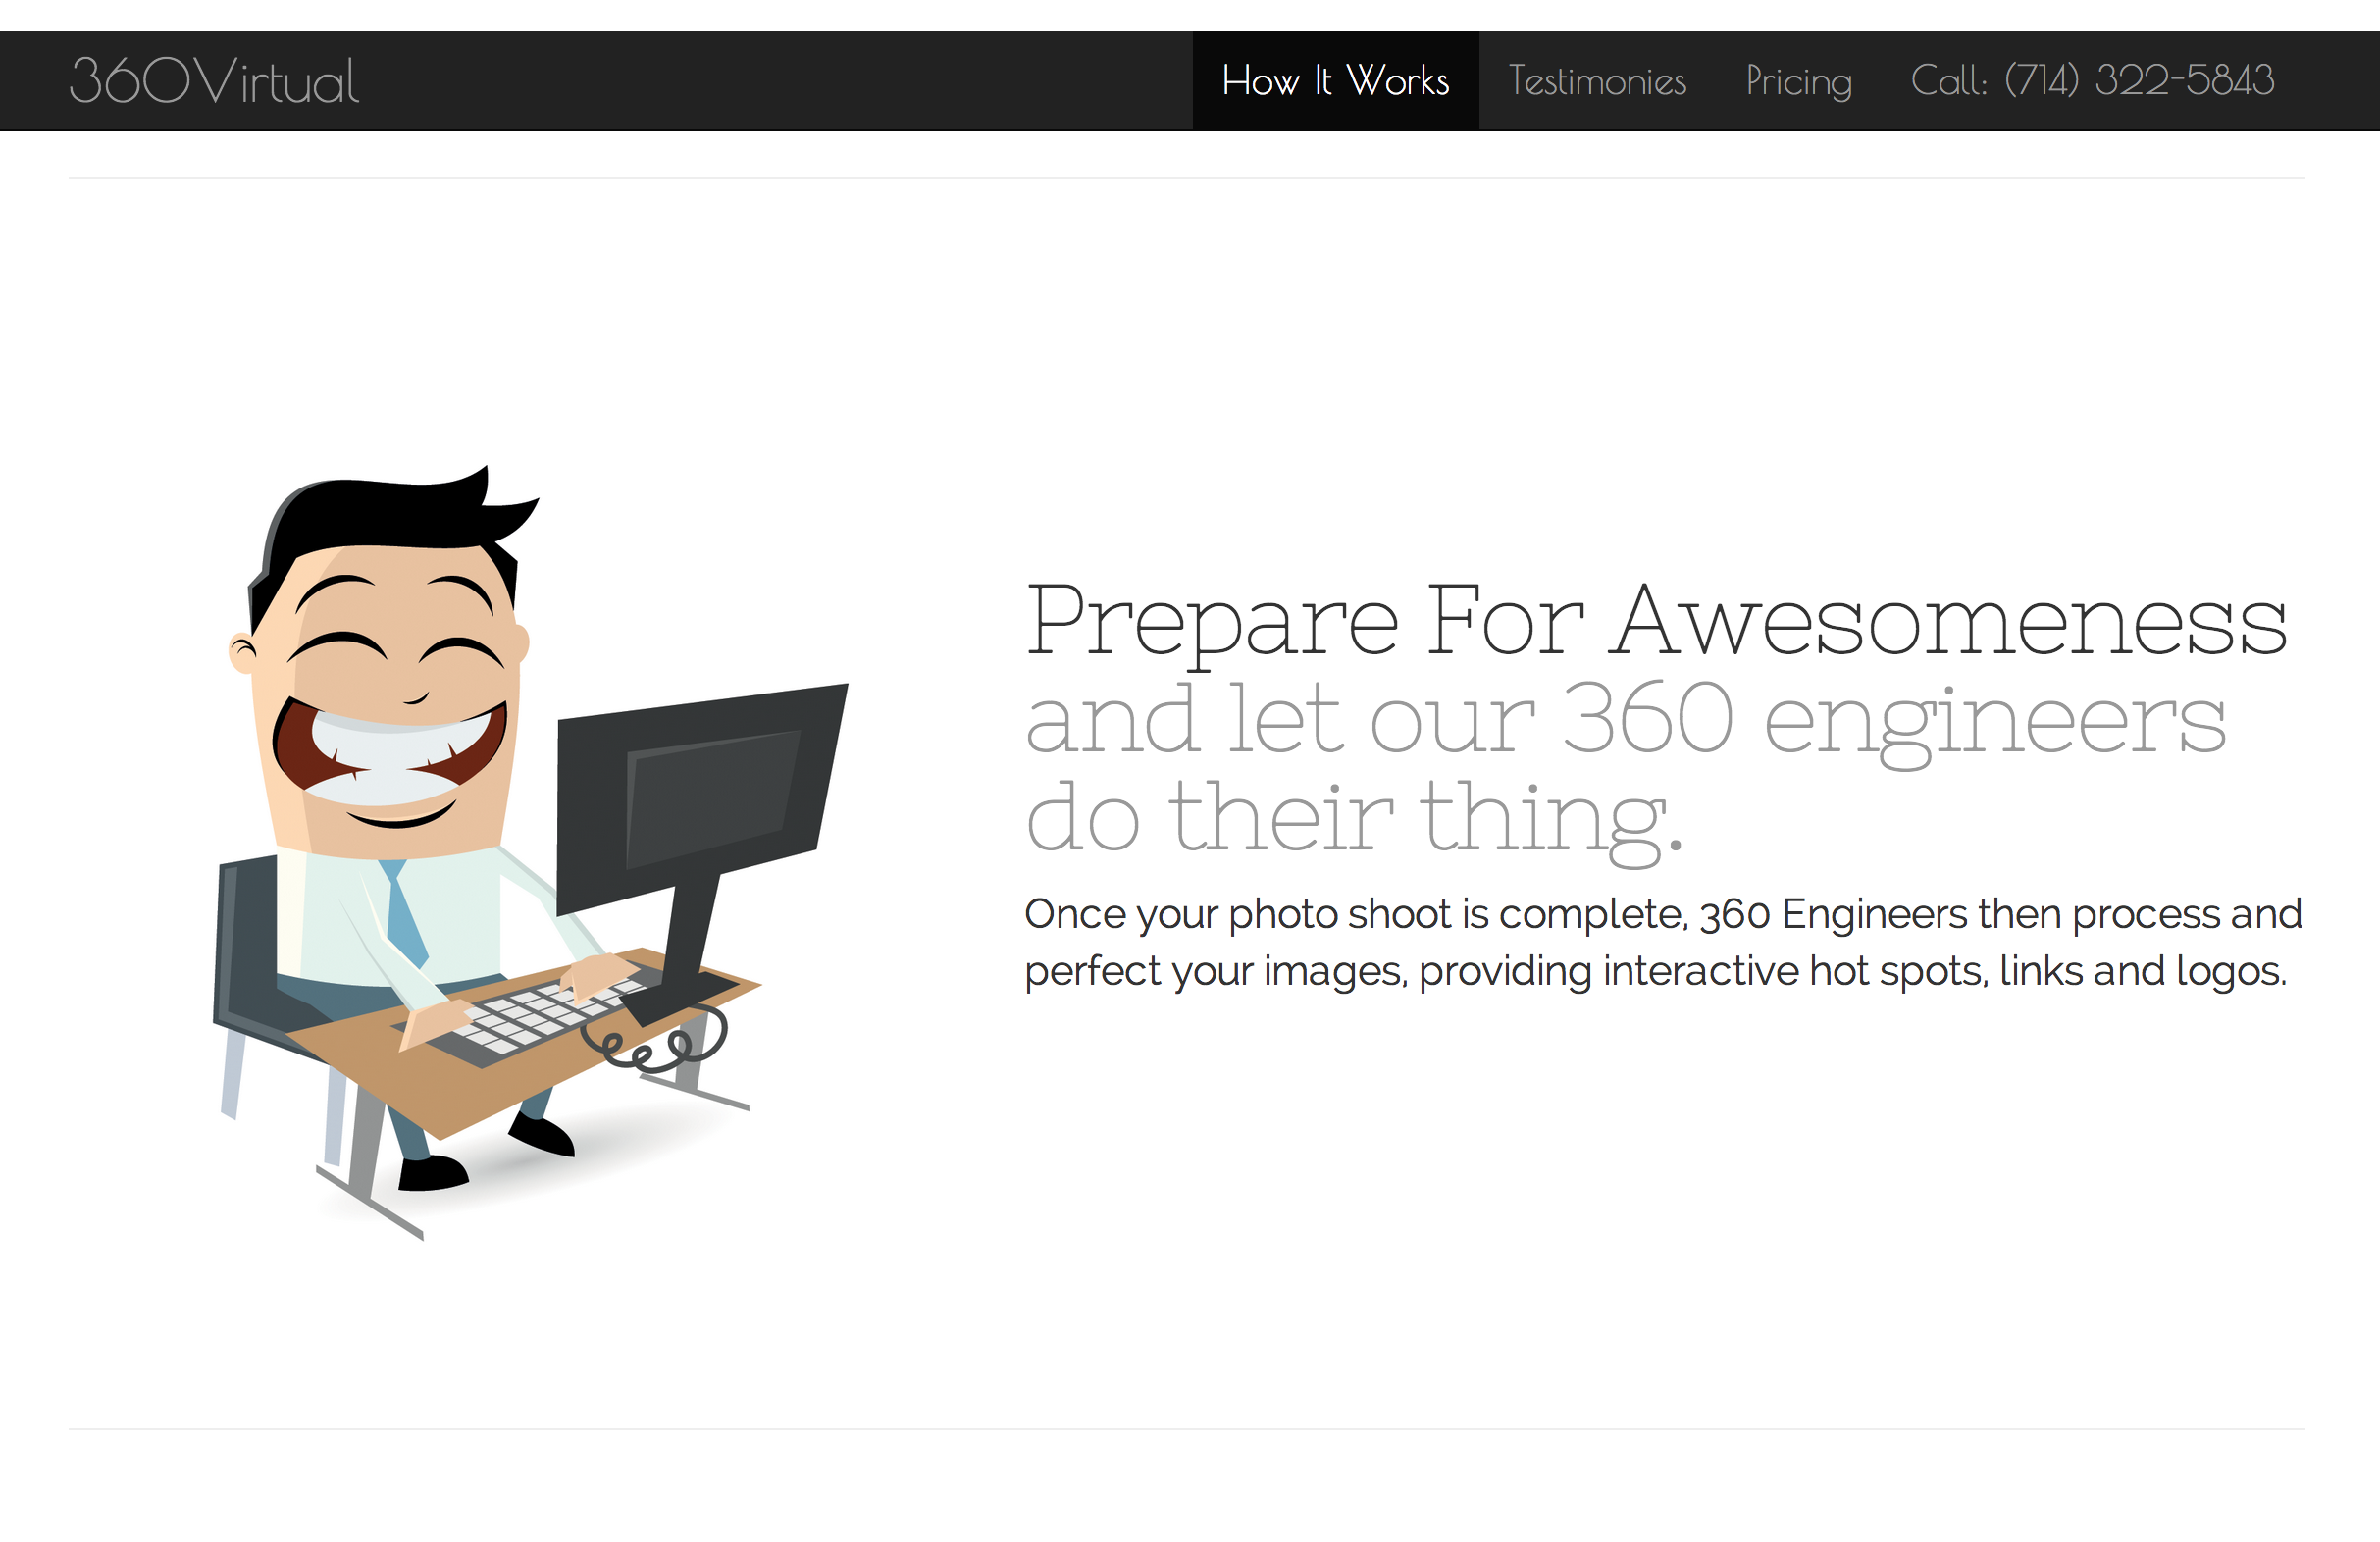 360Virtual
How It Works
Testimonies
Pricing
Call: (714) 322-5843
Prepare For Awesomeness
and let our 360 engineers
do their thing.
Once your photo shoot is complete, 360 Engineers then process and
perfect your images, providing interactive hot spots, links and logos.